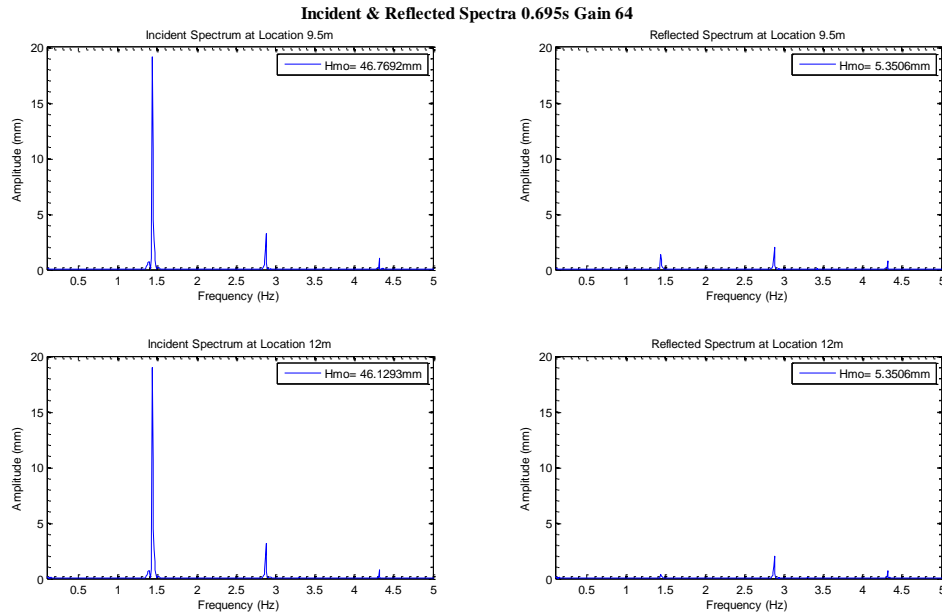 Incident & Reflected Spectra 0.695s Gain 64
Incident Spectrum at Location 9.5m
Hmo= 46.7692mm
Amplitude (mm)
20
15
10
5
0
0.5 1 1.5 2 2.5 3 3.5 4 4.5 5
Frequency (Hz)
Reflected Spectrum at Location 9.5m
Hmo= 5.3506mm
Amplitude (mm)
20
15
10
5
0
0.5 1 1.5 2 2.5 3 3.5 4 4.5 5
Frequency (Hz)
Incident Spectrum at Location 12m
Hmo= 46.1293mm
Amplitude (mm)
20
15
10
5
0
0.5 1 1.5 2 2.5 3 3.5 4 4.5 5
Frequency (Hz)
Reflected Spectrum at Location 12m
Hmo= 5.3506mm
Amplitude (mm)
20
15
10
5
0
0.5 1 1.5 2 2.5 3 3.5 4 4.5 5
Frequency (Hz)